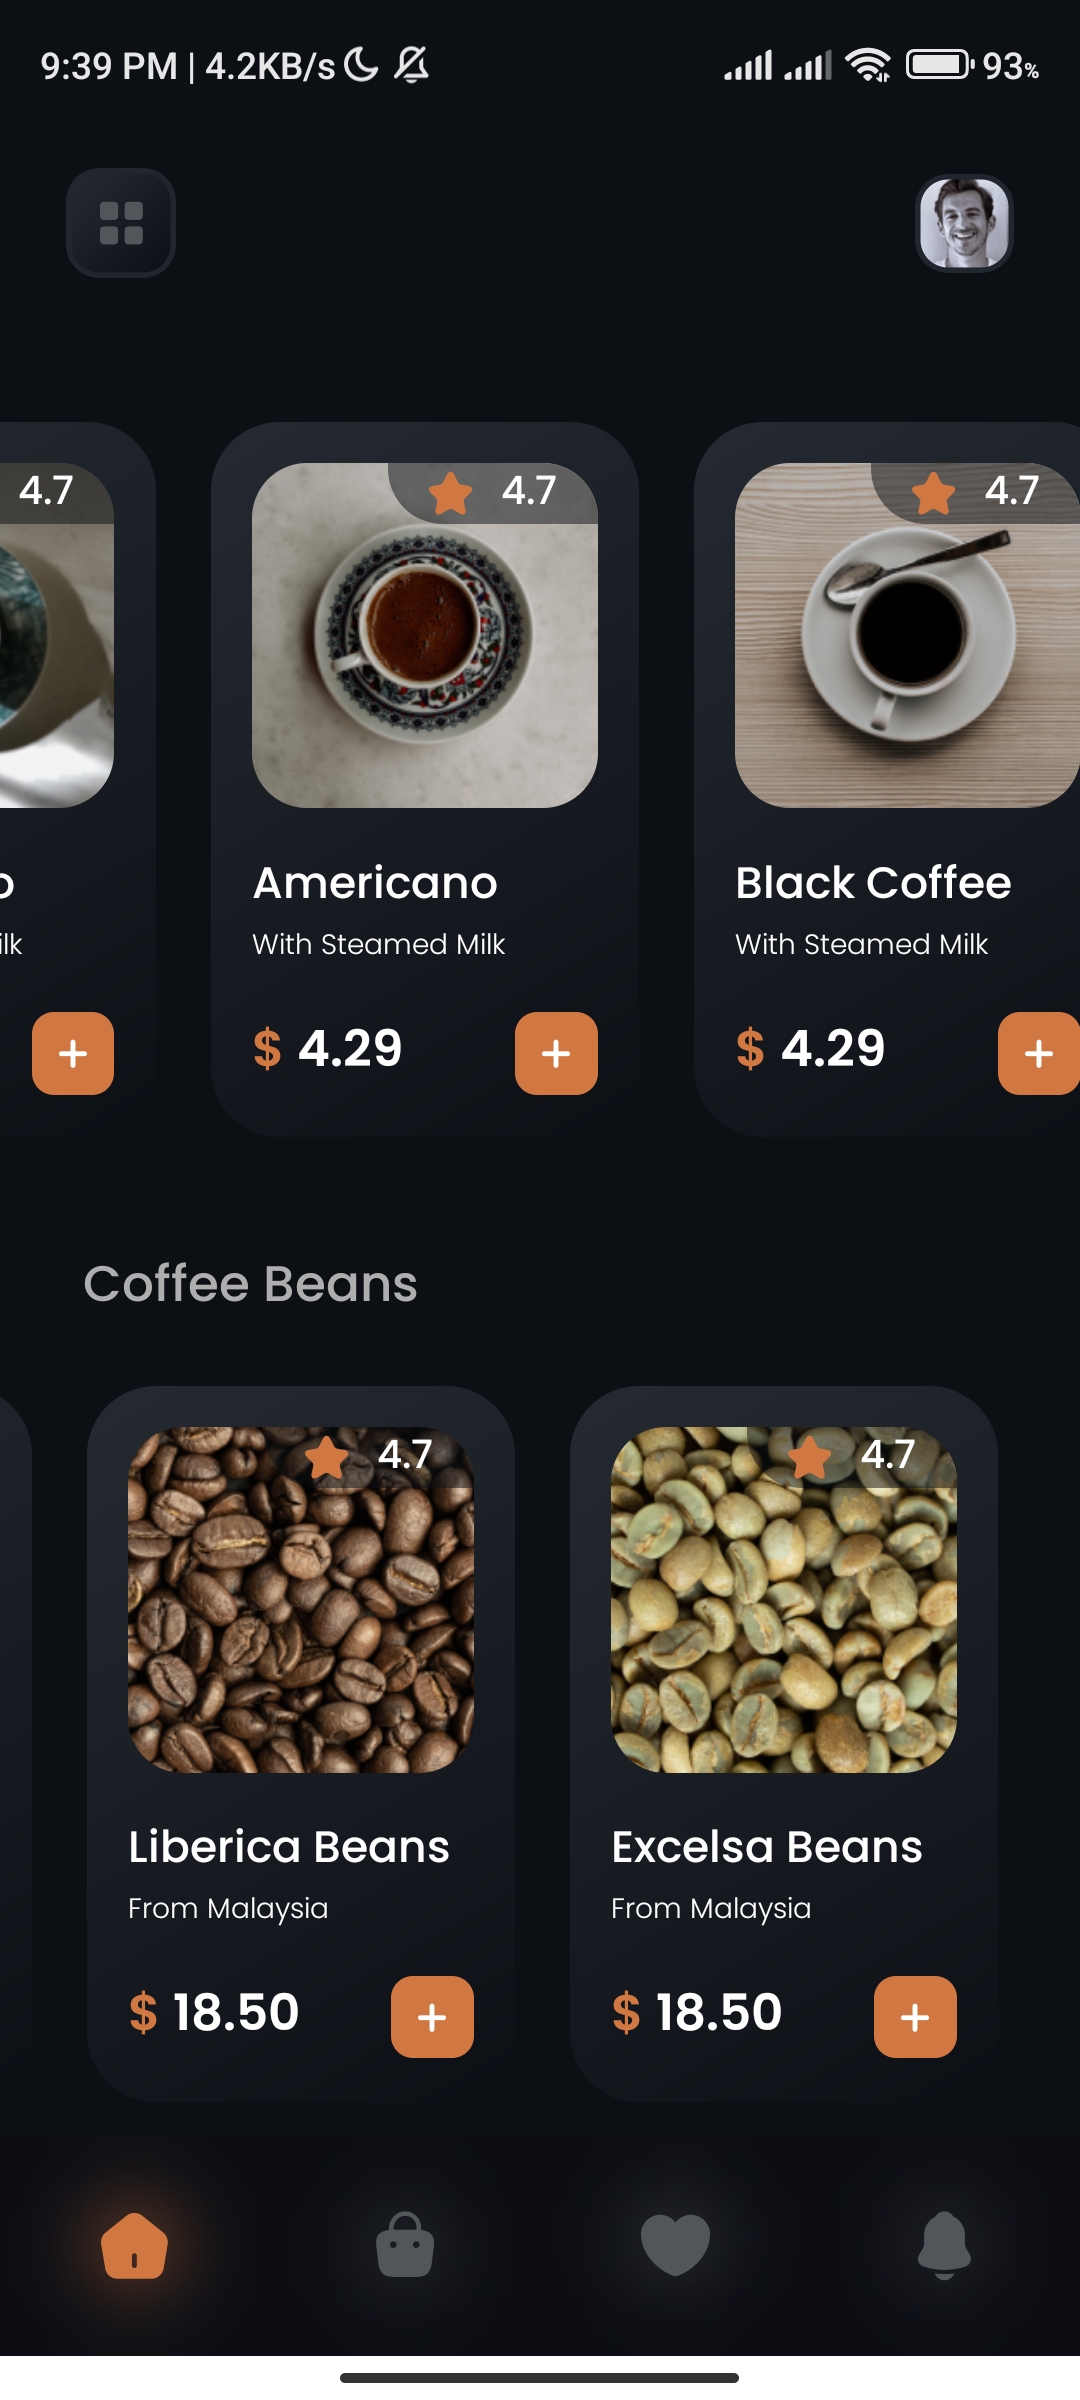 9:39 PM | 4.2KB/s 93%
4.7 4.7 4.7
Americano Black Coffee
With Steamed Milk With Steamed Milk
$ 4.29 + $ 4.29 +
Coffee Beans
4.7 4.7
Liberica Beans Excelsa Beans
From Malaysia From Malaysia
$ 18.50 + $ 18.50 +